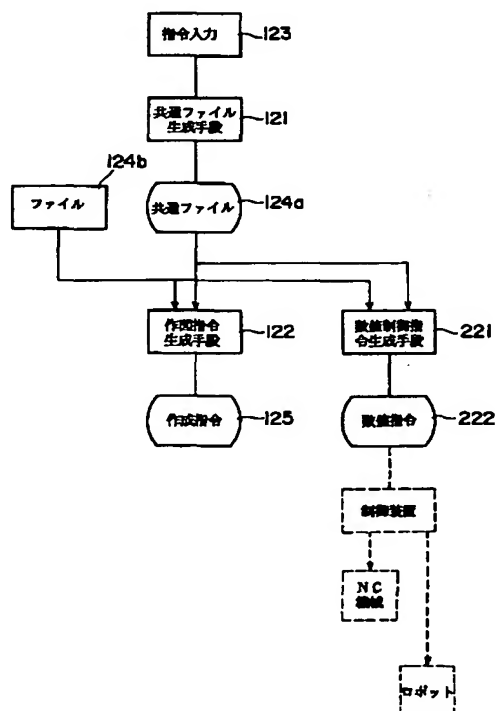 指令入力
123
共通ファイル
生成手段
121
124b
ファイル
共通ファイル
124a
作図指令
生成手段
122
数値制御指
令生成手段
221
作成指令
125
数値指令
222
制御装置
NC
機械
ロボット